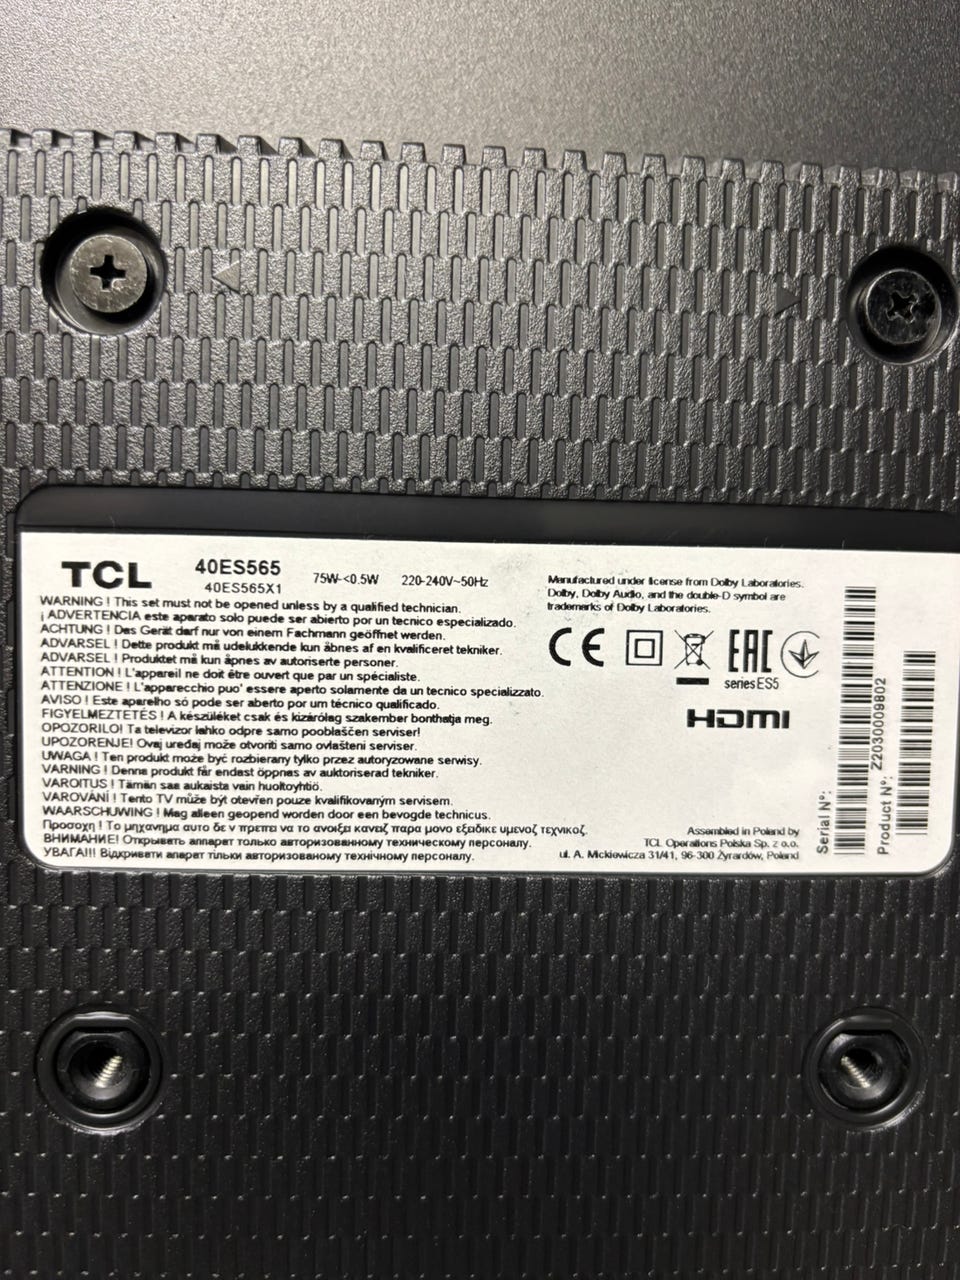 TCL
40ES565
40ES565X1
75W-<0.5W
220-240V~50Hz
WARNING ! This set must not be opened unless by a qualified technician.
¡ ADVERTENCIA este aparato solo puede ser abierto por un tecnico especializado.
ACHTUNG ! Das Gerät darf nur von einem Fachmann geöffnet werden.
ADVARSEL ! Dette produkt må udelukkende kun åbnes af en kvalificeret tekniker.
ADVARSEL ! Produktet må kun åpnes av autoriserte personer.
ATTENTION ! L'appareil ne doit être ouvert que par un spécialiste.
ATTENZIONE ! L'apparecchio puo' essere aperto solamente da un tecnico specializzato.
AVISO ! Este aparelho só pode ser aberto por um técnico qualificado.
FIGYELMEZTETÉS ! A készüléket csak és kizárólag szakember bonthatja meg.
OPOZORILO! Ta televizor lahko odpre samo pooblaščen serviser!
UPOZORENJE! Ovaj uređaj može otvoriti samo ovlašteni serviser.
UWAGA ! Ten produkt może być rozbierany tylko przez autoryzowane serwisy.
VARNING ! Denna produkt får endast öppnas av auktoriserad tekniker.
VAROITUS ! Tämän saa aukaista vain huoltoyhtiö.
VAROVÁNÍ ! Tento TV může být otevřen pouze kvalifikovaným servisem.
WAARSCHUWING ! Mag alleen geopend worden door een bevogde technicus.
Προσοχη ! Το μηχανημα αυτο δε ν πρεπει να το ανοιξει κανειζ παρα μονο εξειδικε υμενοζ τεχνικοζ.
ВНИМАНИЕ! Открывать аппарат только авторизованному техническому персоналу.
УВАГА!!! Відкривати апарат тільки авторизованому технічному персоналу.
Manufactured under license from Dolby Laboratories.
Dolby, Dolby Audio, and the double-D symbol are
trademarks of Dolby Laboratories.
CE
EAC
series ES5
HDMI
Assembled in Poland by
TCL Operations Polska Sp. z o.o.
ul. A. Mickiewicza 31/41, 96-300 Żyrardów, Poland
Serial Nº:
Product Nº: Z2030009802